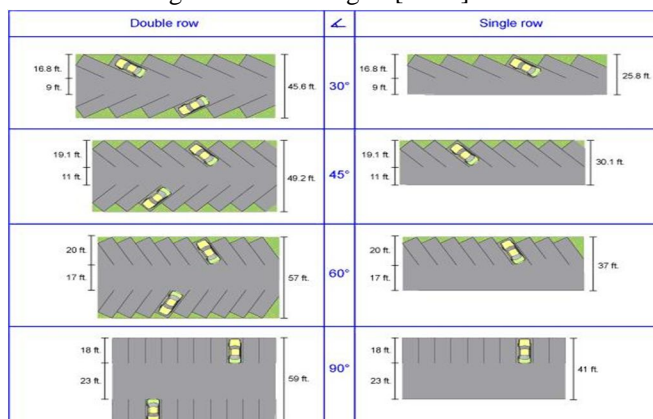 Double row
∠
Single row
16.8 ft.
9 ft.
45.6 ft.
30°
16.8 ft.
9 ft.
25.8 ft.
19.1 ft.
11 ft.
49.2 ft.
45°
19.1 ft.
11 ft.
30.1 ft.
20 ft.
17 ft.
57 ft.
60°
20 ft.
17 ft.
37 ft.
18 ft.
23 ft.
59 ft.
90°
18 ft.
23 ft.
41 ft.